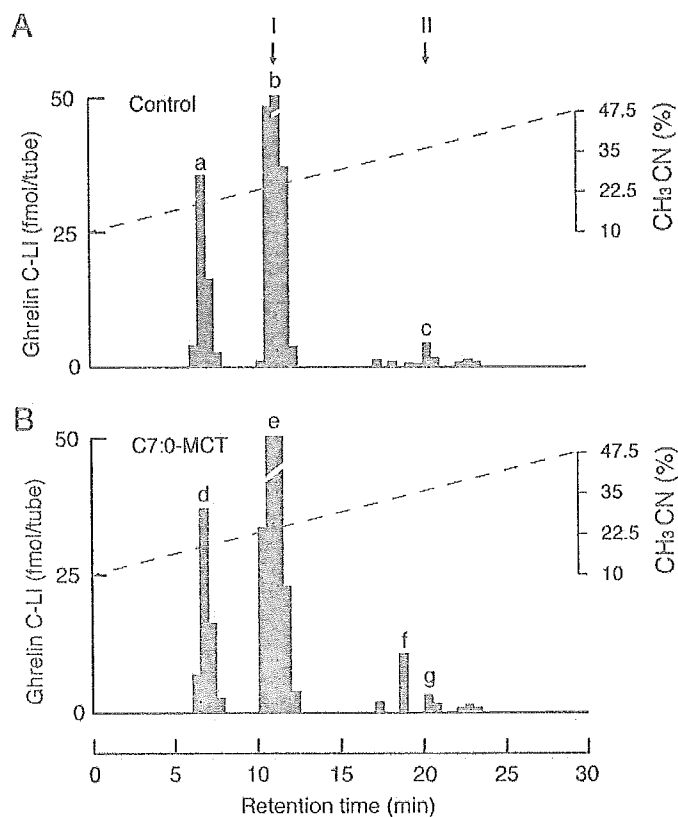 A
I
II
b
50
Control
47.5
a
35
25
22.5
10
c
0
Ghrelin C-LI (fmol/tube)
CH₃ CN (%)
B
e
50
C7:0-MCT
47.5
d
35
25
22.5
10
f
g
0
Ghrelin C-LI (fmol/tube)
CH₃ CN (%)
0 5 10 15 20 25 30
Retention time (min)